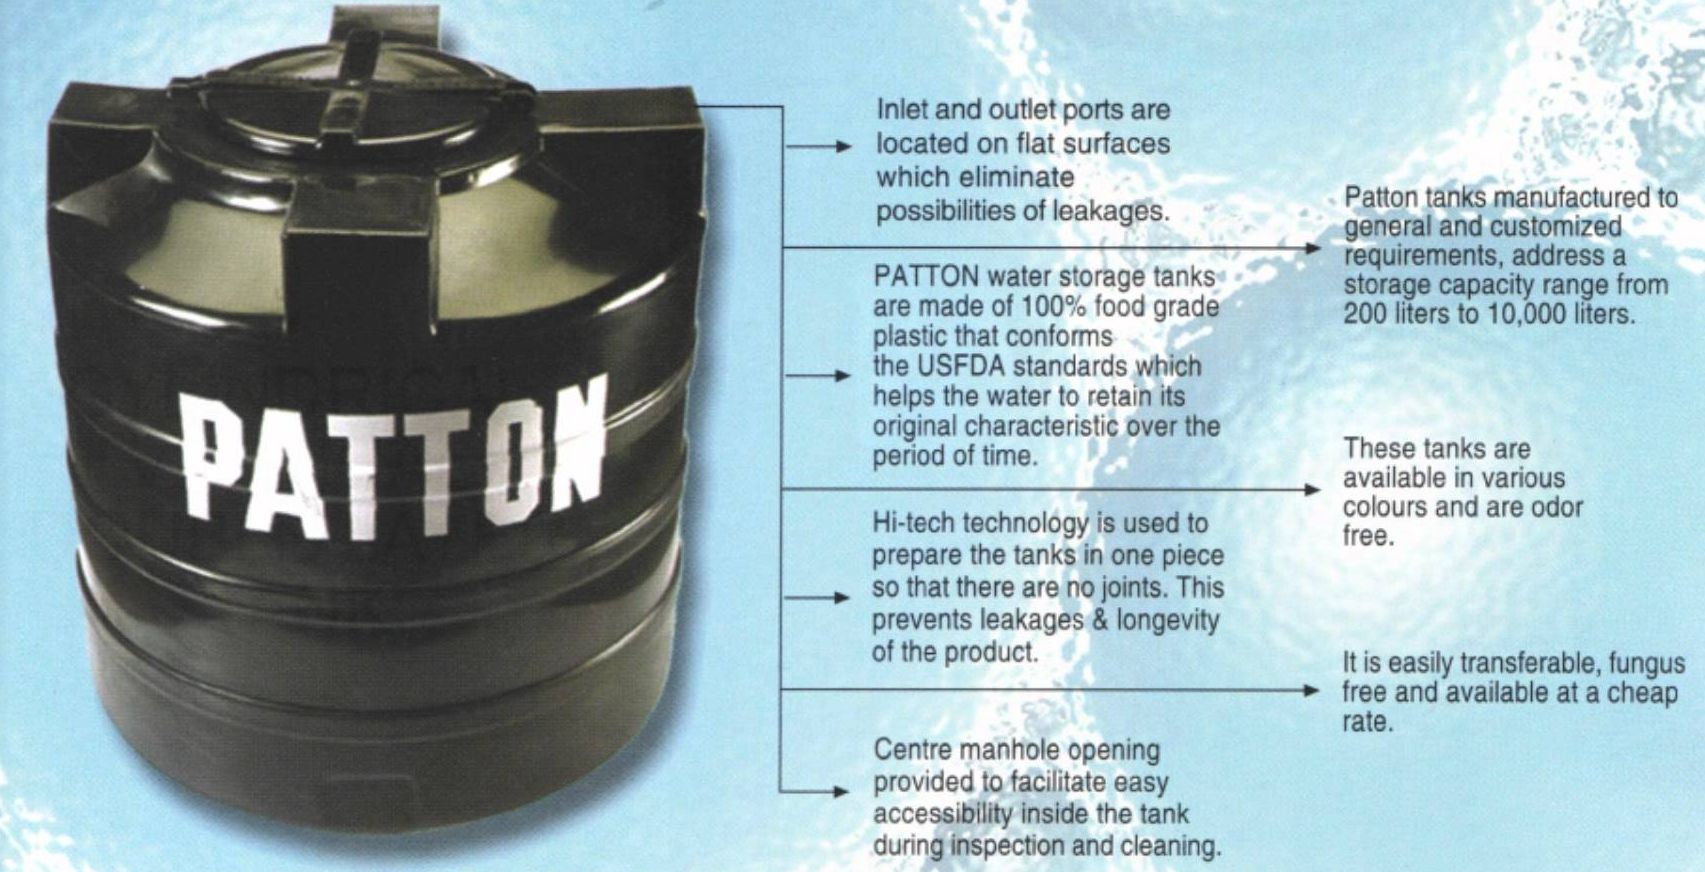 PATTON
Inlet and outlet ports are
located on flat surfaces
which eliminate
possibilities of leakages.
PATTON water storage tanks
are made of 100% food grade
plastic that conforms
the USFDA standards which
helps the water to retain its
original characteristic over the
period of time.
Hi-tech technology is used to
prepare the tanks in one piece
so that there are no joints. This
prevents leakages & longevity
of the product.
Centre manhole opening
provided to facilitate easy
accessibility inside the tank
during inspection and cleaning.
Patton tanks manufactured to
general and customized
requirements, address a
storage capacity range from
200 liters to 10,000 liters.
These tanks are
available in various
colours and are odor
free.
It is easily transferable, fungus
free and available at a cheap
rate.